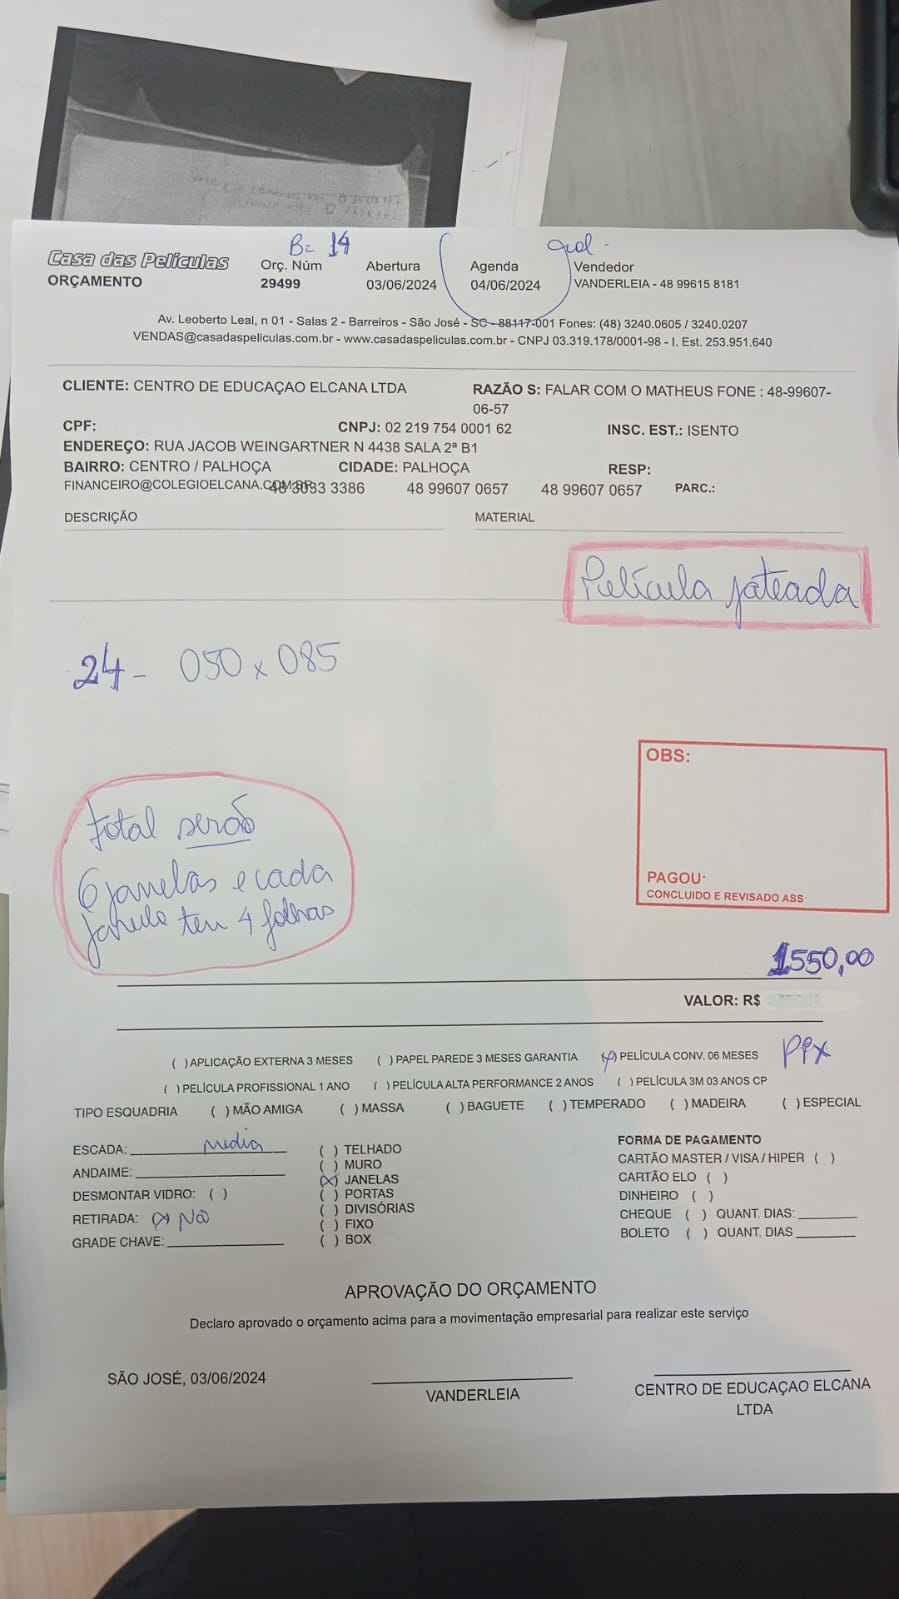 B= 14
Casa das Películas
ORÇAMENTO
Orç. Núm
29499
Abertura
03/06/2024
Agenda
04/06/2024
Vendedor
VANDERLEIA - 48 99615 8181
Av. Leoberto Leal, n 01 - Salas 2 - Barreiros - São José - SC - 88117-001 Fones: (48) 3240.0605 / 3240.0207
VENDAS@casadaspeliculas.com.br - www.casadaspeliculas.com.br - CNPJ 03.319.178/0001-98 - I. Est. 253.951.640
CLIENTE: CENTRO DE EDUCAÇAO ELCANA LTDA
RAZÃO S: FALAR COM O MATHEUS FONE : 48-99607-
06-57
CPF:
CNPJ: 02 219 754 0001 62
INSC. EST.: ISENTO
ENDEREÇO: RUA JACOB WEINGARTNER N 4438 SALA 2ª B1
BAIRRO: CENTRO / PALHOÇA
CIDADE: PALHOÇA
RESP:
FINANCEIRO@COLEGIOELCANA.COM.BR
48 3033 3386
48 99607 0657
48 99607 0657
PARC.:
DESCRIÇÃO
MATERIAL
Película jateada
24 - 050 x 085
OBS:
total serão
6 janelas e cada
janela tem 4 folhas
PAGOU:
CONCLUIDO E REVISADO ASS:
1550,00
VALOR: R$
( ) APLICAÇÃO EXTERNA 3 MESES ( ) PAPEL PAREDE 3 MESES GARANTIA (x) PELÍCULA CONV. 06 MESES
Pix
( ) PELÍCULA PROFISSIONAL 1 ANO ( ) PELÍCULA ALTA PERFORMANCE 2 ANOS ( ) PELÍCULA 3M 03 ANOS CP
TIPO ESQUADRIA ( ) MÃO AMIGA ( ) MASSA ( ) BAGUETE ( ) TEMPERADO ( ) MADEIRA ( ) ESPECIAL
ESCADA: media
ANDAIME:
DESMONTAR VIDRO: ( )
RETIRADA: (x) Não
GRADE CHAVE:
( ) TELHADO
( ) MURO
(x) JANELAS
( ) PORTAS
( ) DIVISÓRIAS
( ) FIXO
( ) BOX
FORMA DE PAGAMENTO
CARTÃO MASTER / VISA / HIPER ( )
CARTÃO ELO ( )
DINHEIRO ( )
CHEQUE ( ) QUANT. DIAS:
BOLETO ( ) QUANT. DIAS
APROVAÇÃO DO ORÇAMENTO
Declaro aprovado o orçamento acima para a movimentação empresarial para realizar este serviço
SÃO JOSÉ, 03/06/2024
VANDERLEIA
CENTRO DE EDUCAÇAO ELCANA
LTDA